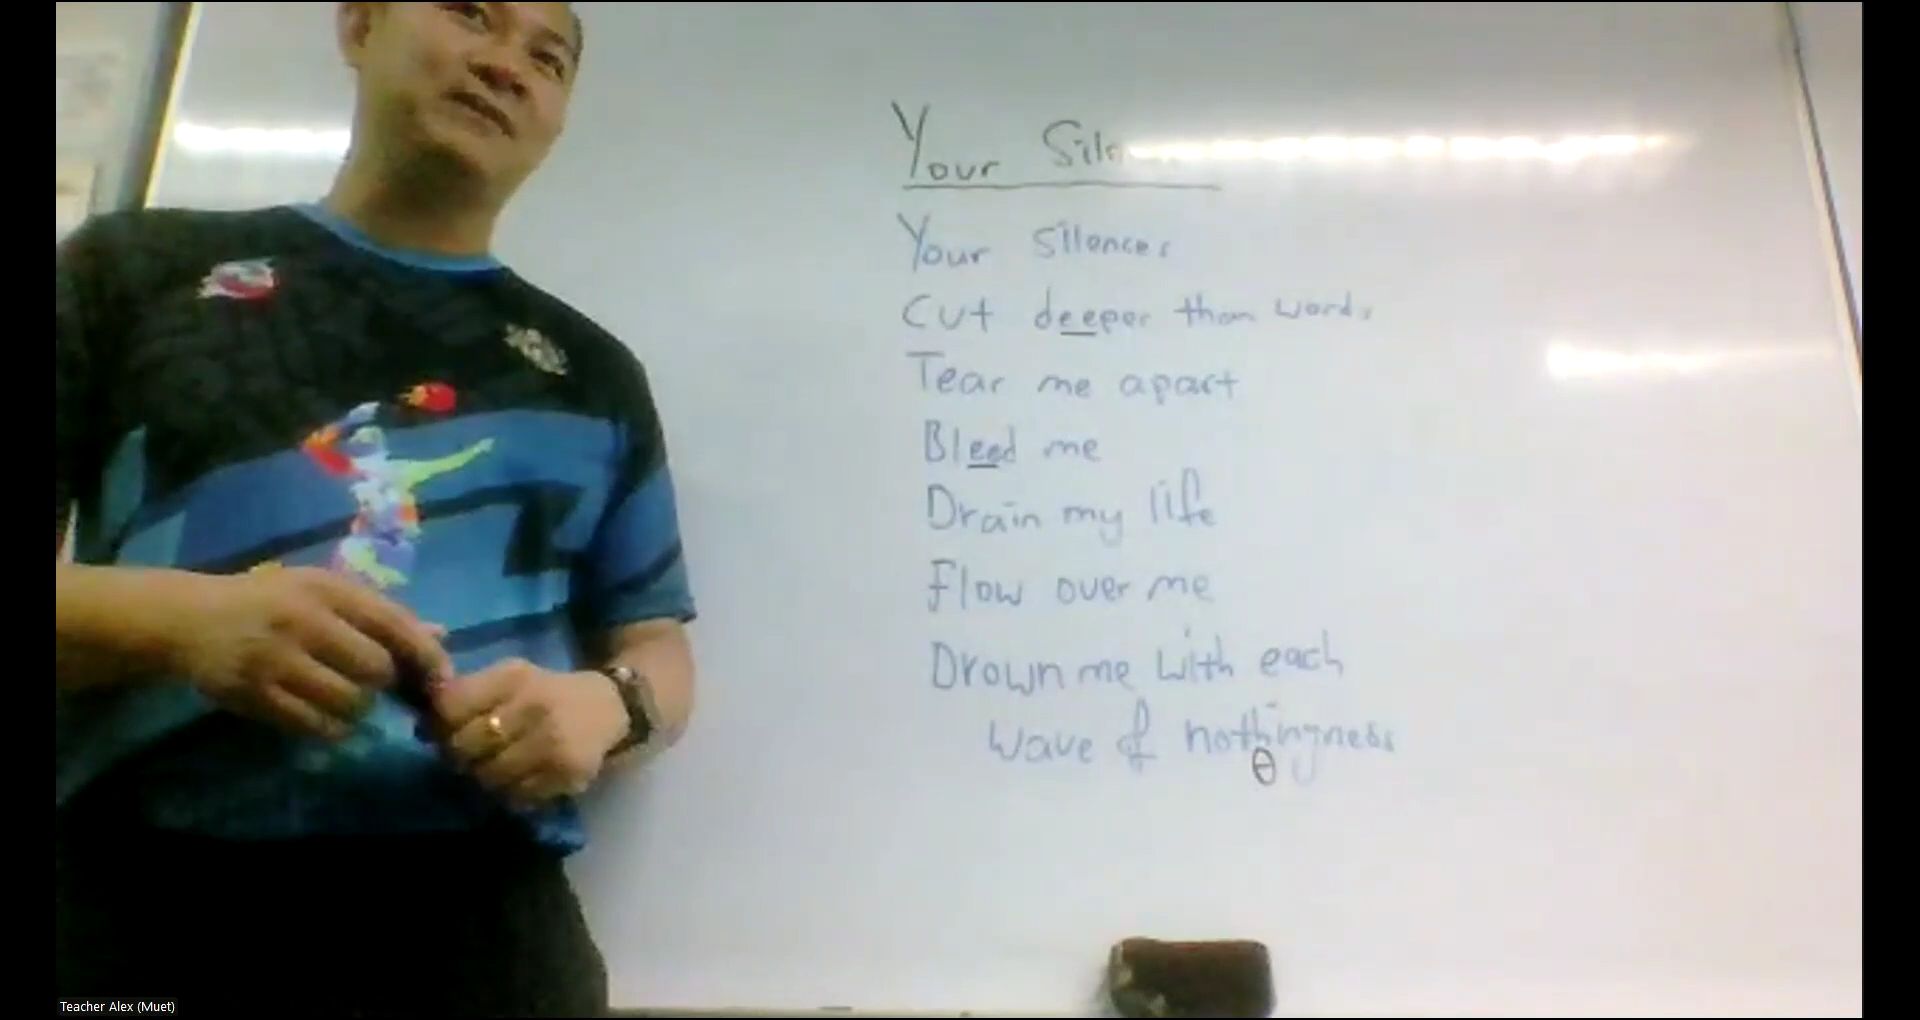 Your
Your silences
Cut deeper than words
Tear me apart
Bleed me
Drain my life
Flow over me
Drown me with each
wave of nothingness
θ
Teacher Alex (Muet)